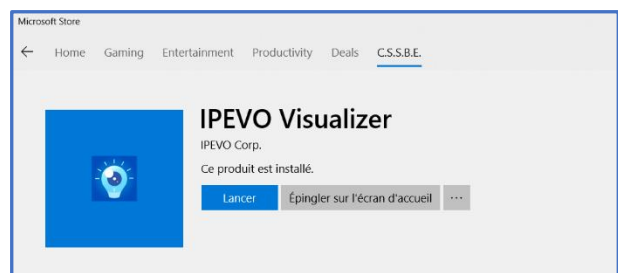 Microsoft Store
Home Gaming Entertainment Productivity Deals C.S.S.B.E.
IPEVO Visualizer
IPEVO Corp.
Ce produit est installé.
Lancer Épingler sur l'écran d'accueil ...